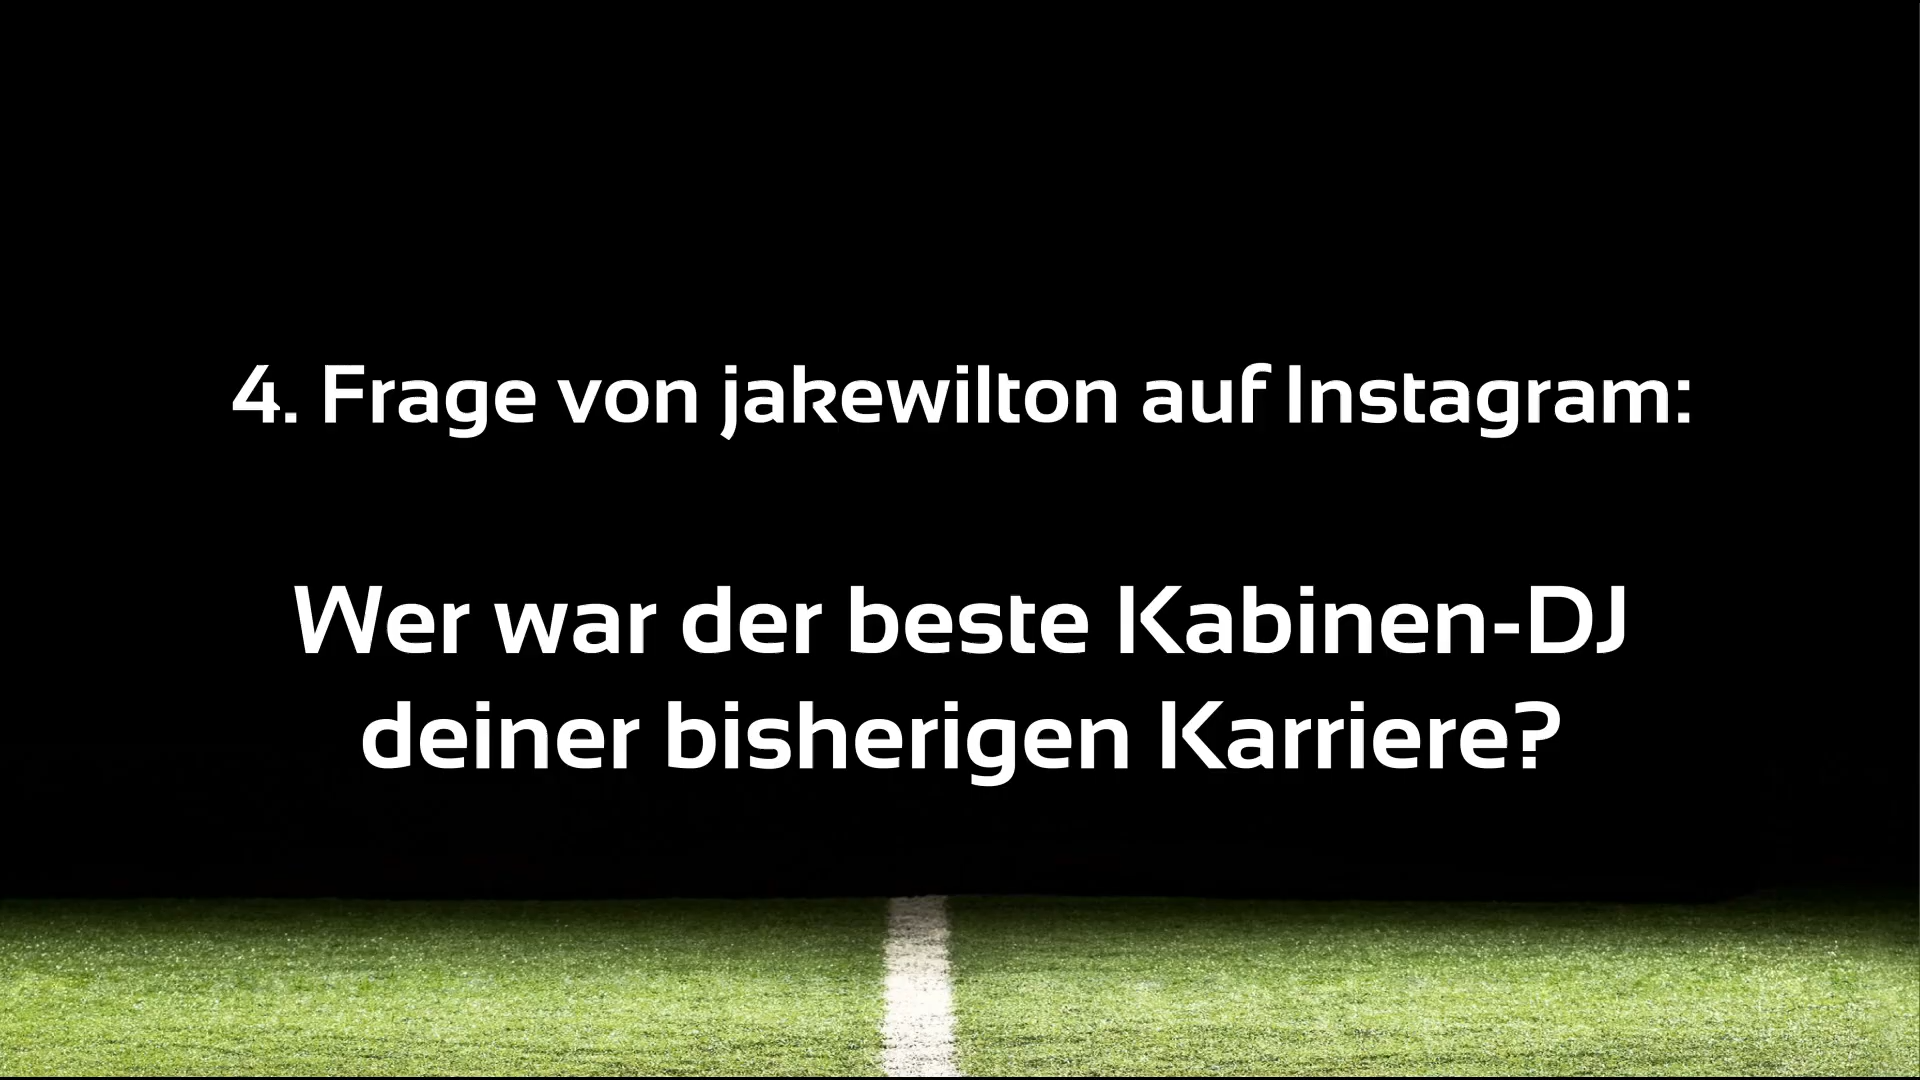 4. Frage von jakewilton auf Instagram:
Wer war der beste Kabinen-DJ
deiner bisherigen Karriere?